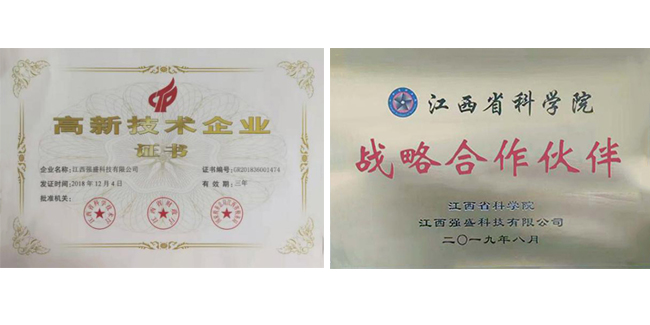 高新技术企业
证书
企业名称：江西强盛科技有限公司
证书编号：GR201836001474
发证时间：2018年12月4日
有效期：三年
批准机关：
江西省科学院
战略合作伙伴
江西省科学院
江西强盛科技有限公司
二〇一九年八月